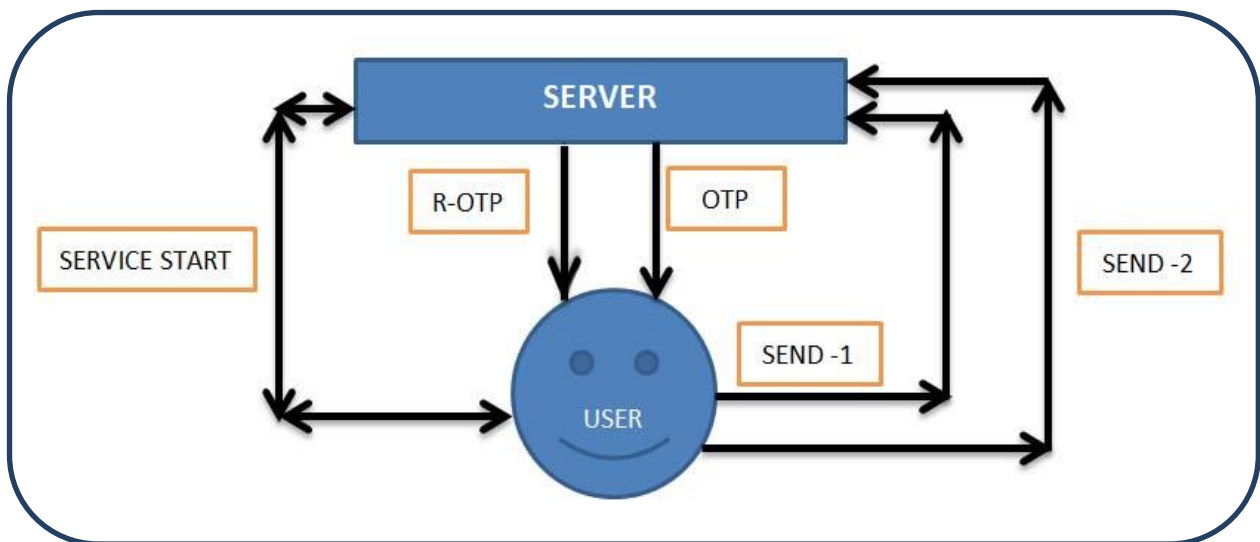 SERVER
R-OTP
OTP
SERVICE START
SEND -2
SEND -1
USER